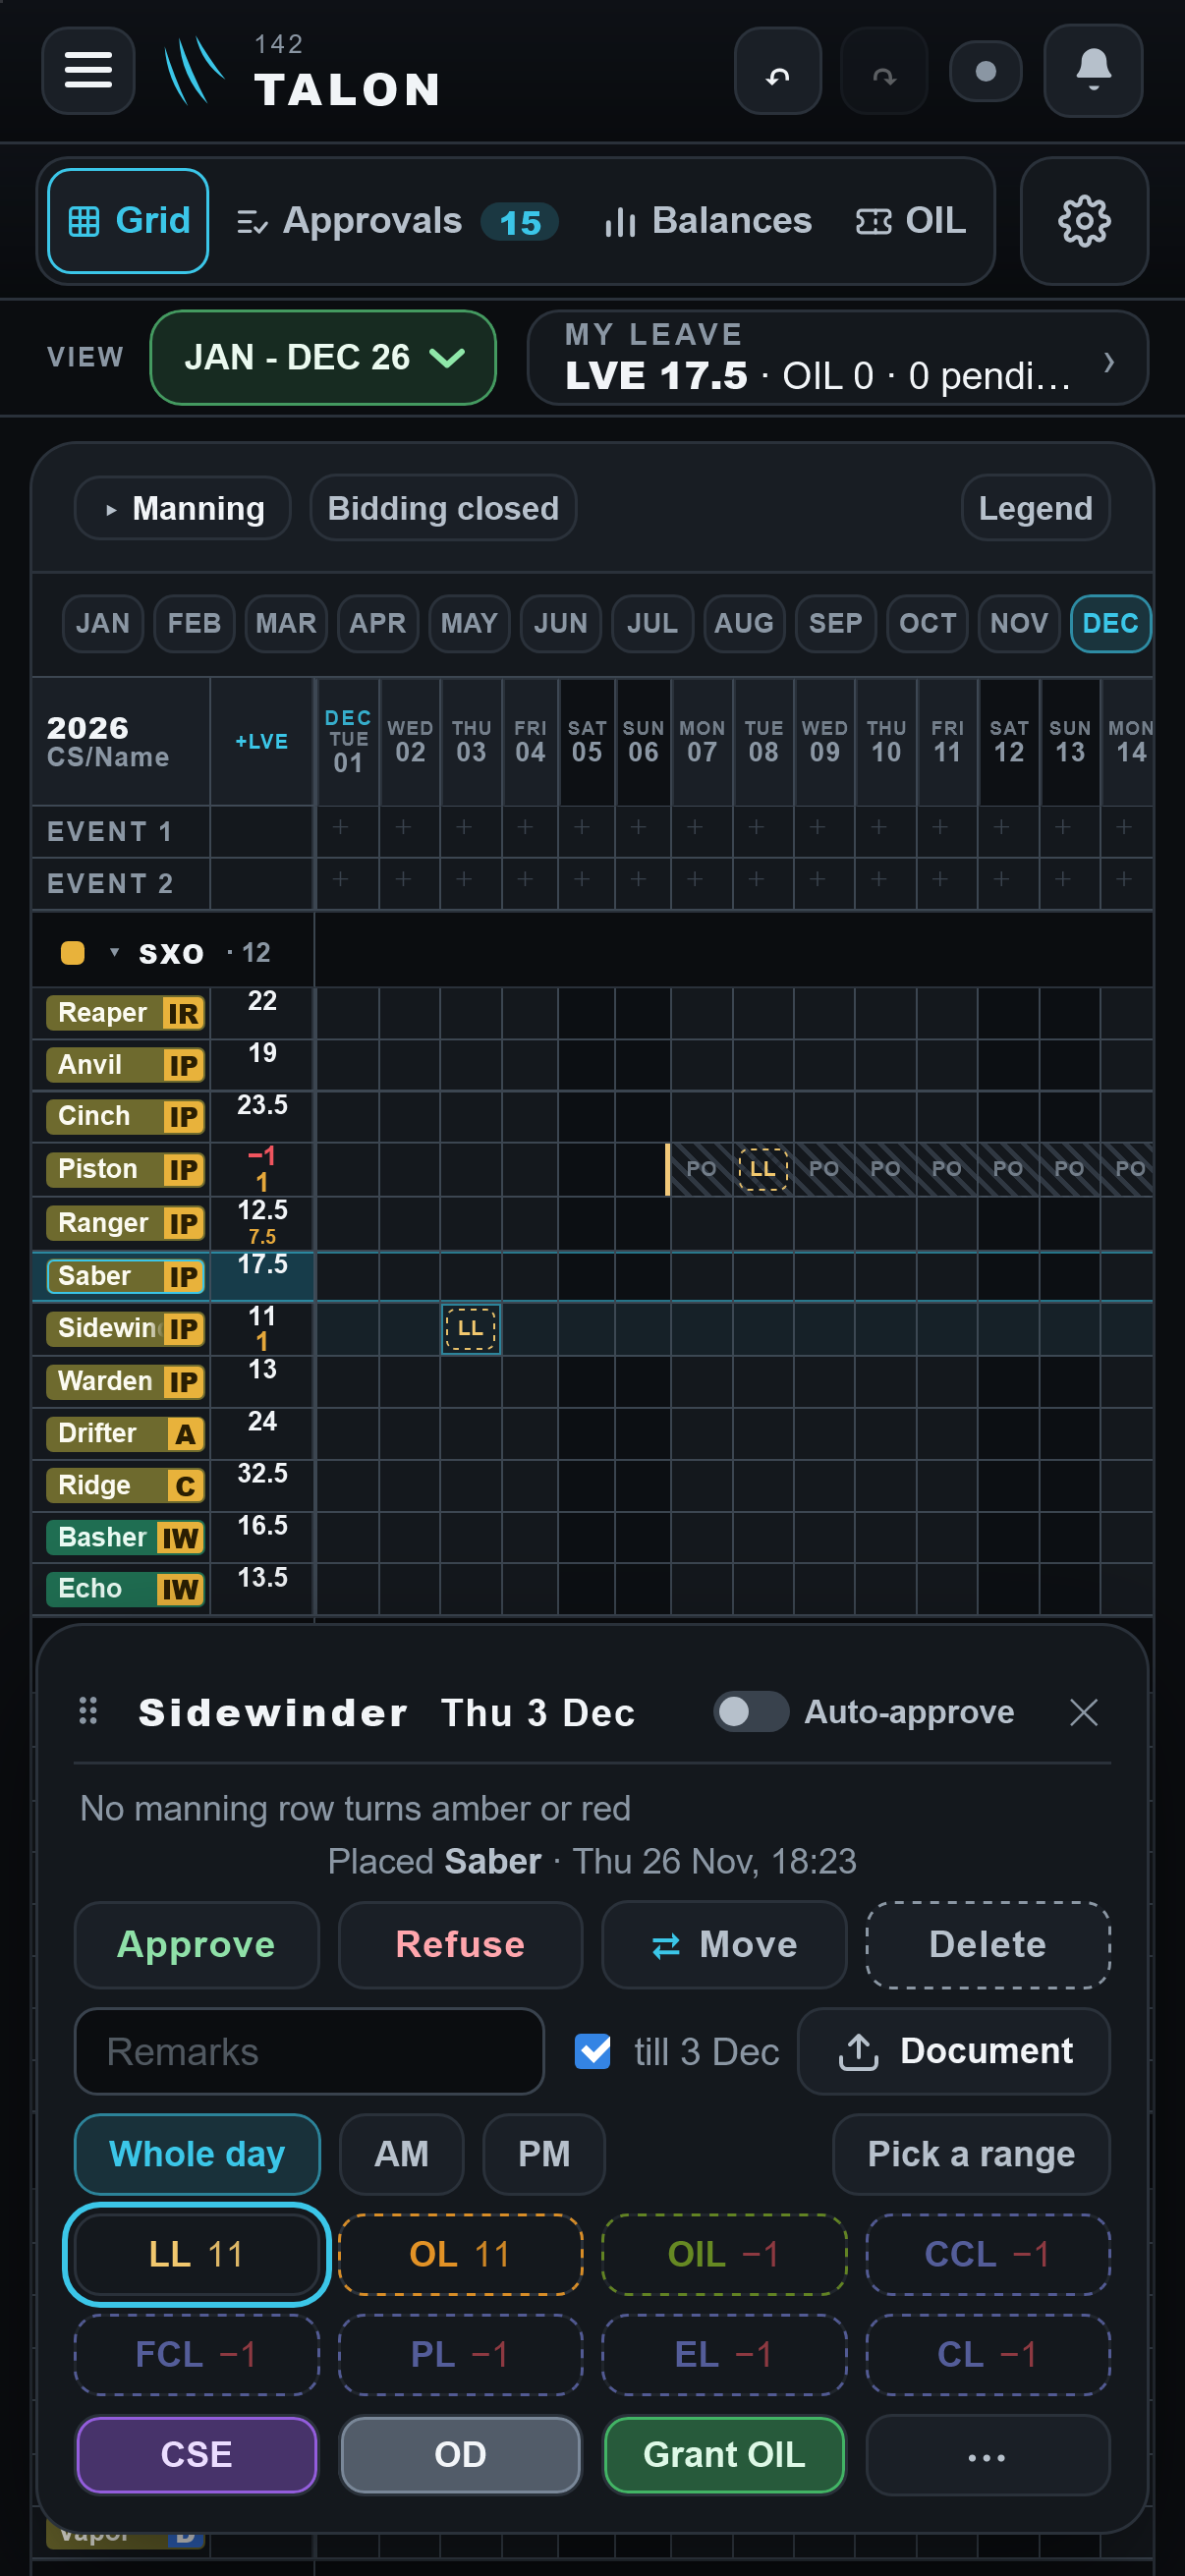 142
TALON
Grid Approvals 15 Balances OIL
VIEW JAN - DEC 26
MY LEAVE
LVE 17.5 · OIL 0 · 0 pendi…
Manning Bidding closed Legend
JAN FEB MAR APR MAY JUN JUL AUG SEP OCT NOV DEC
2026
CS/Name
+LVE
DEC TUE 01
WED 02
THU 03
FRI 04
SAT 05
SUN 06
MON 07
TUE 08
WED 09
THU 10
FRI 11
SAT 12
SUN 13
MON 14
EVENT 1 + + + + + + + + + + + + + +
EVENT 2 + + + + + + + + + + + + + +
SXO · 12
Reaper IR 22
Anvil IP 19
Cinch IP 23.5
Piston IP −1 1 PO LL PO PO PO PO PO PO
Ranger IP 12.5 7.5
Saber IP 17.5
Sidewin IP 11 1 LL
Warden IP 13
Drifter A 24
Ridge C 32.5
Basher IW 16.5
Echo IW 13.5
Sidewinder Thu 3 Dec Auto-approve
No manning row turns amber or red
Placed Saber · Thu 26 Nov, 18:23
Approve Refuse Move Delete
Remarks till 3 Dec Document
Whole day AM PM Pick a range
LL 11 OL 11 OIL −1 CCL −1
FCL −1 PL −1 EL −1 CL −1
CSE OD Grant OIL ...